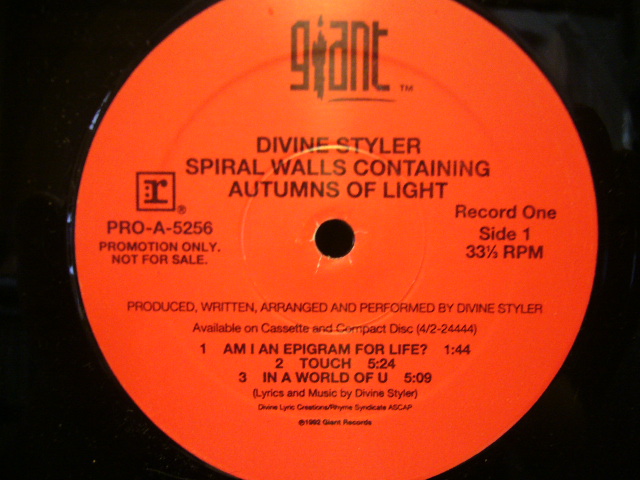 giant ™
DIVINE STYLER
SPIRAL WALLS CONTAINING
AUTUMNS OF LIGHT
r ®
PRO-A-5256
PROMOTION ONLY.
NOT FOR SALE.
Record One
Side 1
33⅓ RPM
PRODUCED, WRITTEN, ARRANGED AND PERFORMED BY DIVINE STYLER
Available on Cassette and Compact Disc (4/2-24444)
1 AM I AN EPIGRAM FOR LIFE? 1:44
2 TOUCH 5:24
3 IN A WORLD OF U 5:09
(Lyrics and Music by Divine Styler)
Divine Lyric Creations/Rhyme Syndicate ASCAP
℗1992 Giant Records